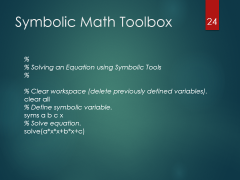 Symbolic Math Toolbox
24
%
% Solving an Equation using Symbolic Tools
%
% Clear workspace (delete previously defined variables).
clear all
% Define symbolic variable.
syms a b c x
% Solve equation.
solve(a*x*x+b*x+c)